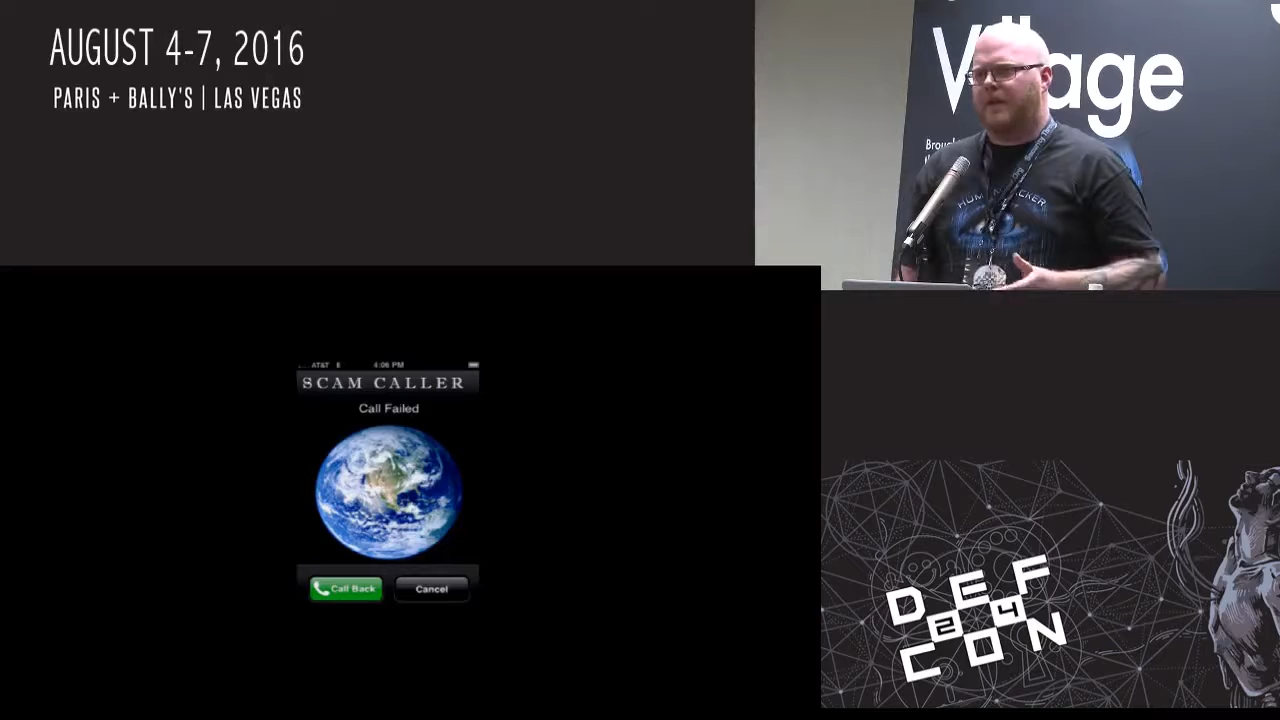 AUGUST 4-7, 2016
PARIS + BALLY'S | LAS VEGAS
Village
AT&T
4:06 PM
SCAM CALLER
Call Failed
Call Back
Cancel
DEF
24
CON